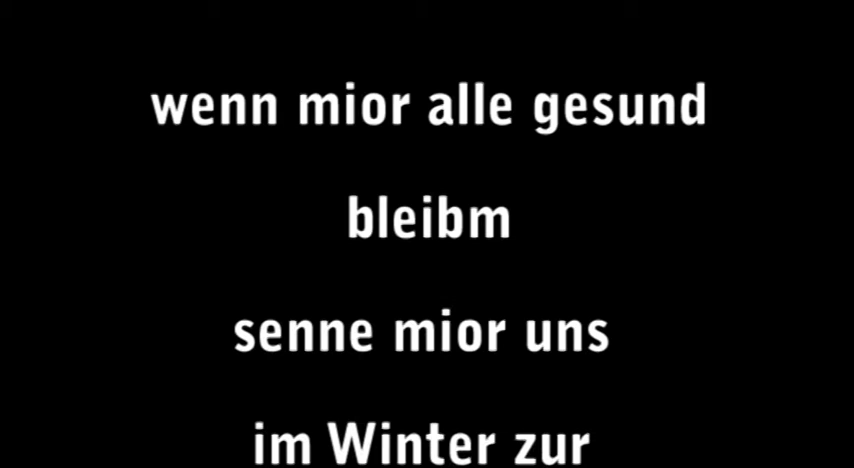 wenn mior alle gesund
bleibm
senne mior uns
im Winter zur